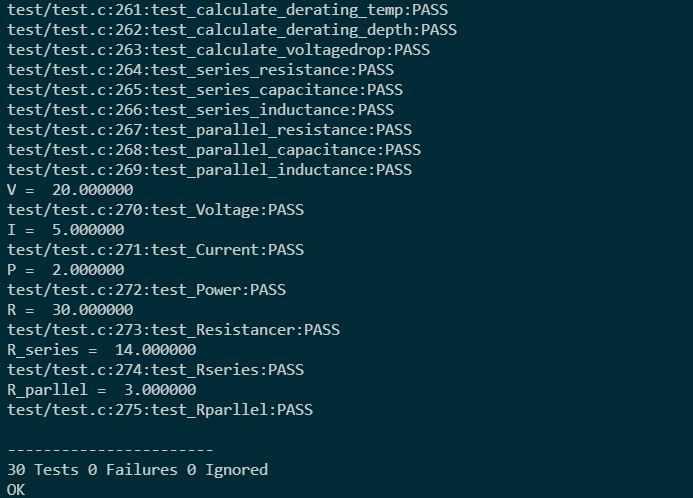 test/test.c:261:test_calculate_derating_temp:PASS
test/test.c:262:test_calculate_derating_depth:PASS
test/test.c:263:test_calculate_voltagedrop:PASS
test/test.c:264:test_series_resistance:PASS
test/test.c:265:test_series_capacitance:PASS
test/test.c:266:test_series_inductance:PASS
test/test.c:267:test_parallel_resistance:PASS
test/test.c:268:test_parallel_capacitance:PASS
test/test.c:269:test_parallel_inductance:PASS
V =  20.000000
test/test.c:270:test_Voltage:PASS
I =  5.000000
test/test.c:271:test_Current:PASS
P =  2.000000
test/test.c:272:test_Power:PASS
R =  30.000000
test/test.c:273:test_Resistancer:PASS
R_series =  14.000000
test/test.c:274:test_Rseries:PASS
R_parllel =  3.000000
test/test.c:275:test_Rparllel:PASS
-----------------------
30 Tests 0 Failures 0 Ignored
OK